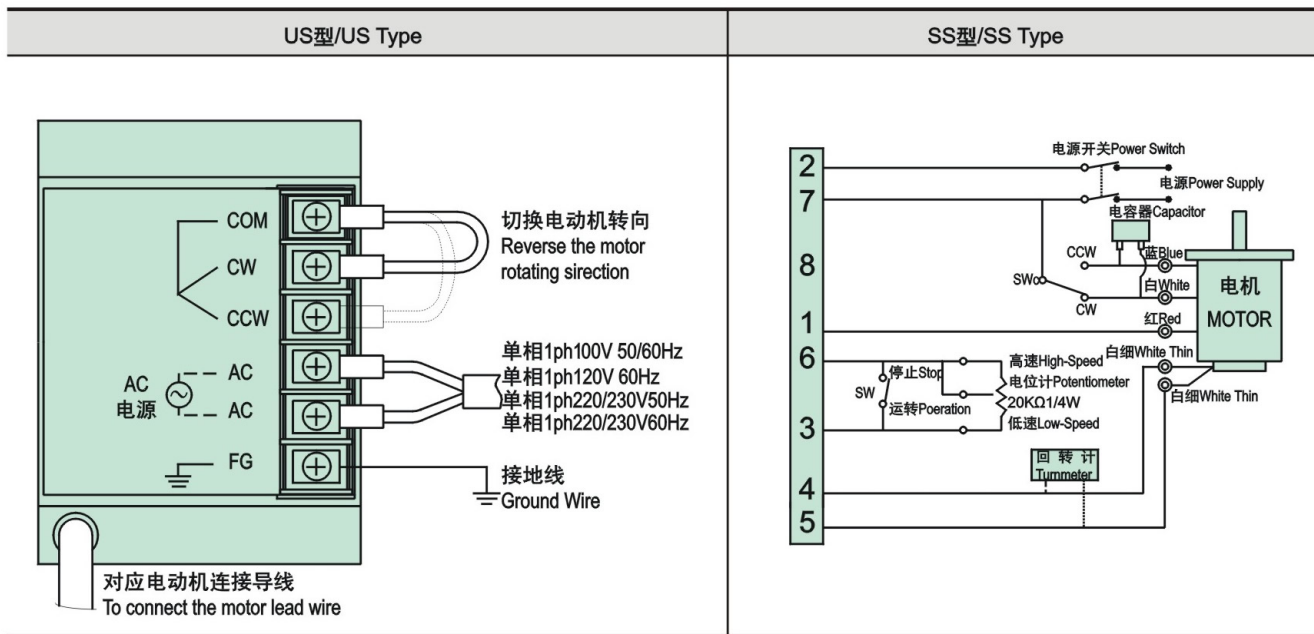 US型/US Type
COM
CW
CCW
AC
AC
FG
AC
电源
切换电动机转向
Reverse the motor
rotating sirection
单相1ph100V 50/60Hz
单相1ph120V 60Hz
单相1ph220/230V50Hz
单相1ph220/230V60Hz
接地线
Ground Wire
对应电动机连接导线
To connect the motor lead wire
SS型/SS Type
2
7
8
1
6
3
4
5
电源开关Power Switch
电源Power Supply
电容器Capacitor
CCW
蓝Blue
SW
白White
CW
红Red
电机
MOTOR
白细White Thin
白细White Thin
停止Stop
SW
运转Poeration
高速High-Speed
电位计Potentiometer
20KΩ1/4W
低速Low-Speed
回转计
Turnmeter